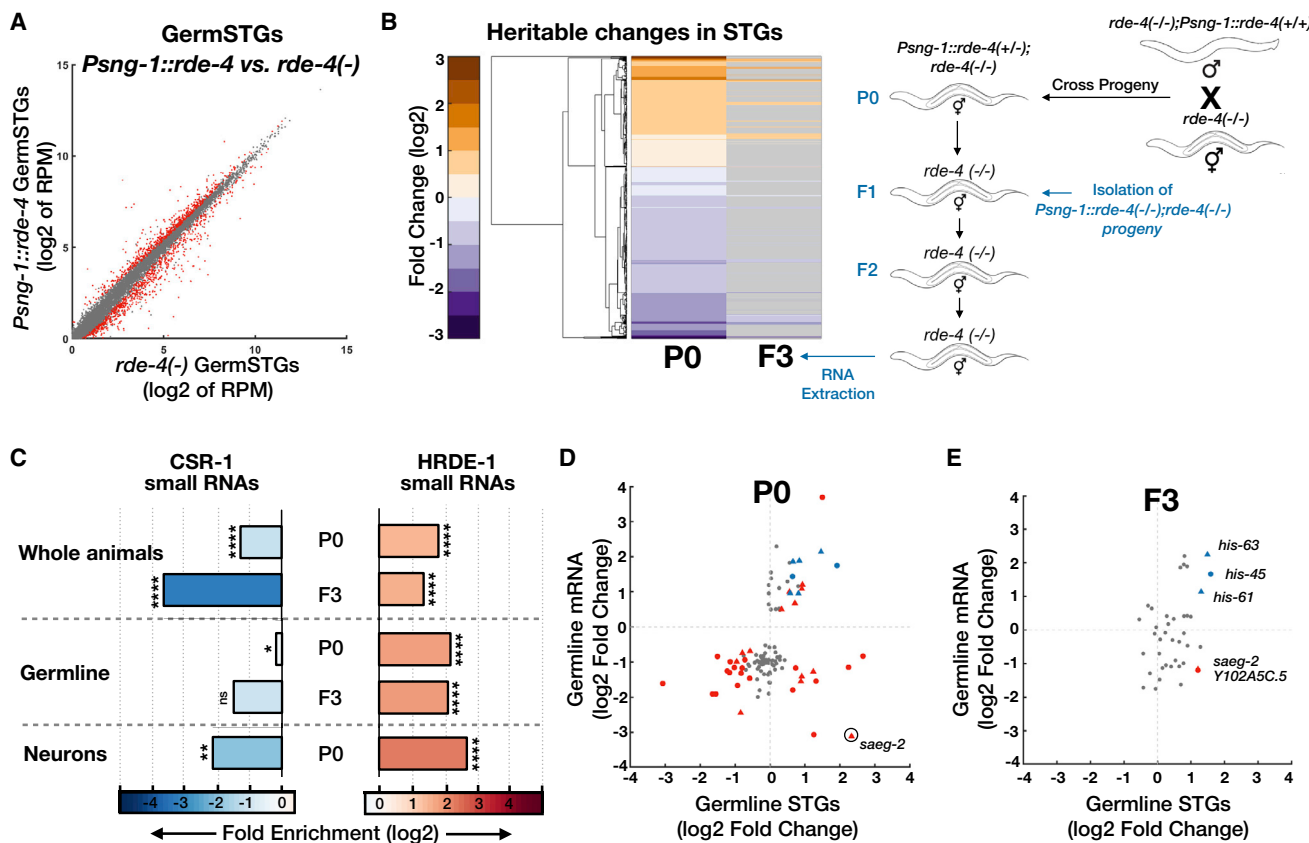 A
GermSTGs
Psng-1::rde-4 vs. rde-4(-)
15
10
5
0
0
5
10
15
Psng-1::rde-4 GermSTGs
(log2 of RPM)
rde-4(-) GermSTGs
(log2 of RPM)
B
Heritable changes in STGs
Fold Change (log2)
3
2
1
0
-1
-2
-3
P0
F3
RNA
Extraction
Psng-1::rde-4(+/-);
rde-4(-/-)
P0
⚥
Cross Progeny
rde-4(-/-);Psng-1::rde-4(+/+)
♂
X
rde-4(-/-)
⚥
rde-4 (-/-)
F1
⚥
Isolation of
Psng-1::rde-4(-/-);rde-4(-/-)
progeny
rde-4 (-/-)
F2
⚥
rde-4 (-/-)
⚥
C
CSR-1
small RNAs
HRDE-1
small RNAs
Whole animals
**** P0 ****
**** F3 ****
Germline
* P0 ****
ns F3 ****
Neurons
** P0 ****
-4 -3 -2 -1 0
0 1 2 3 4
Fold Enrichment (log2)
D
P0
4
3
2
1
0
-1
-2
-3
-4
-4 -3 -2 -1 0 1 2 3 4
Germline mRNA
(log2 Fold Change)
saeg-2
Germline STGs
(log2 Fold Change)
E
F3
4
3
2
1
0
-1
-2
-3
-4
-4 -3 -2 -1 0 1 2 3 4
Germline mRNA
(log2 Fold Change)
his-63
his-45
his-61
saeg-2
Y102A5C.5
Germline STGs
(log2 Fold Change)